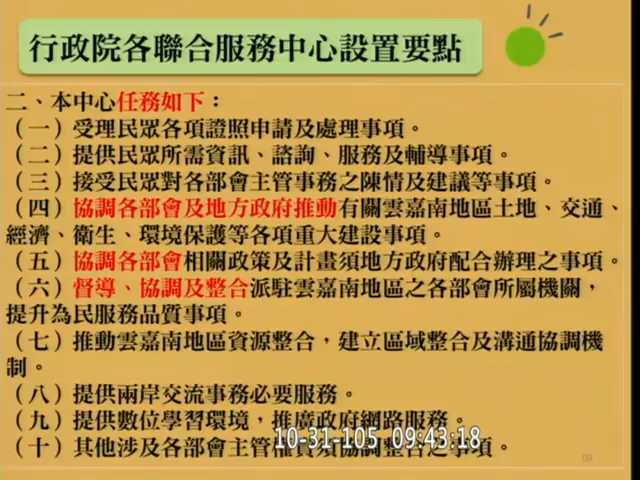 行政院各聯合服務中心設置要點
二、本中心任務如下：
（一）受理民眾各項證照申請及處理事項。
（二）提供民眾所需資訊、諮詢、服務及輔導事項。
（三）接受民眾對各部會主管事務之陳情及建議等事項。
（四）協調各部會及地方政府推動有關雲嘉南地區土地、交通、
經濟、衛生、環境保護等各項重大建設事項。
（五）協調各部會相關政策及計畫須地方政府配合辦理之事項。
（六）督導、協調及整合派駐雲嘉南地區之各部會所屬機關，
提升為民服務品質事項。
（七）推動雲嘉南地區資源整合，建立區域整合及溝通協調機
制。
（八）提供兩岸交流事務必要服務。
（九）提供數位學習環境，推廣政府網路服務。
（十）其他涉及各部會主管權責須協調整合之事項。
10-31-105 09:43:18